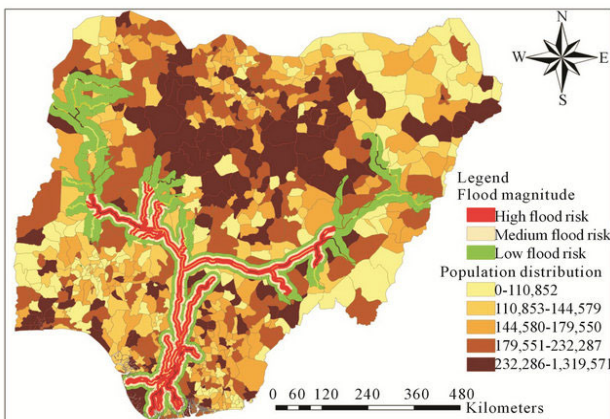 N
W E
S
Legend
Flood magnitude
High flood risk
Medium flood risk
Low flood risk
Population distribution
0-110,852
110,853-144,579
144,580-179,550
179,551-232,287
232,286-1,319,571
0 60 120 240 360 480
Kilometers